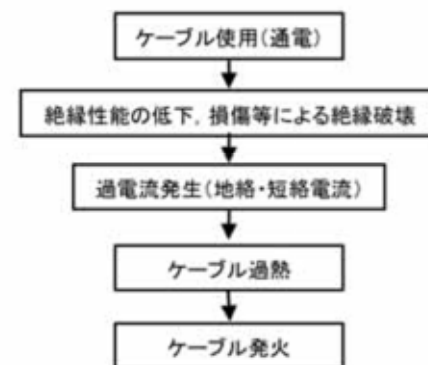 ケーブル使用(通電)
絶縁性能の低下,損傷等による絶縁破壊
過電流発生(地絡・短絡電流)
ケーブル過熱
ケーブル発火